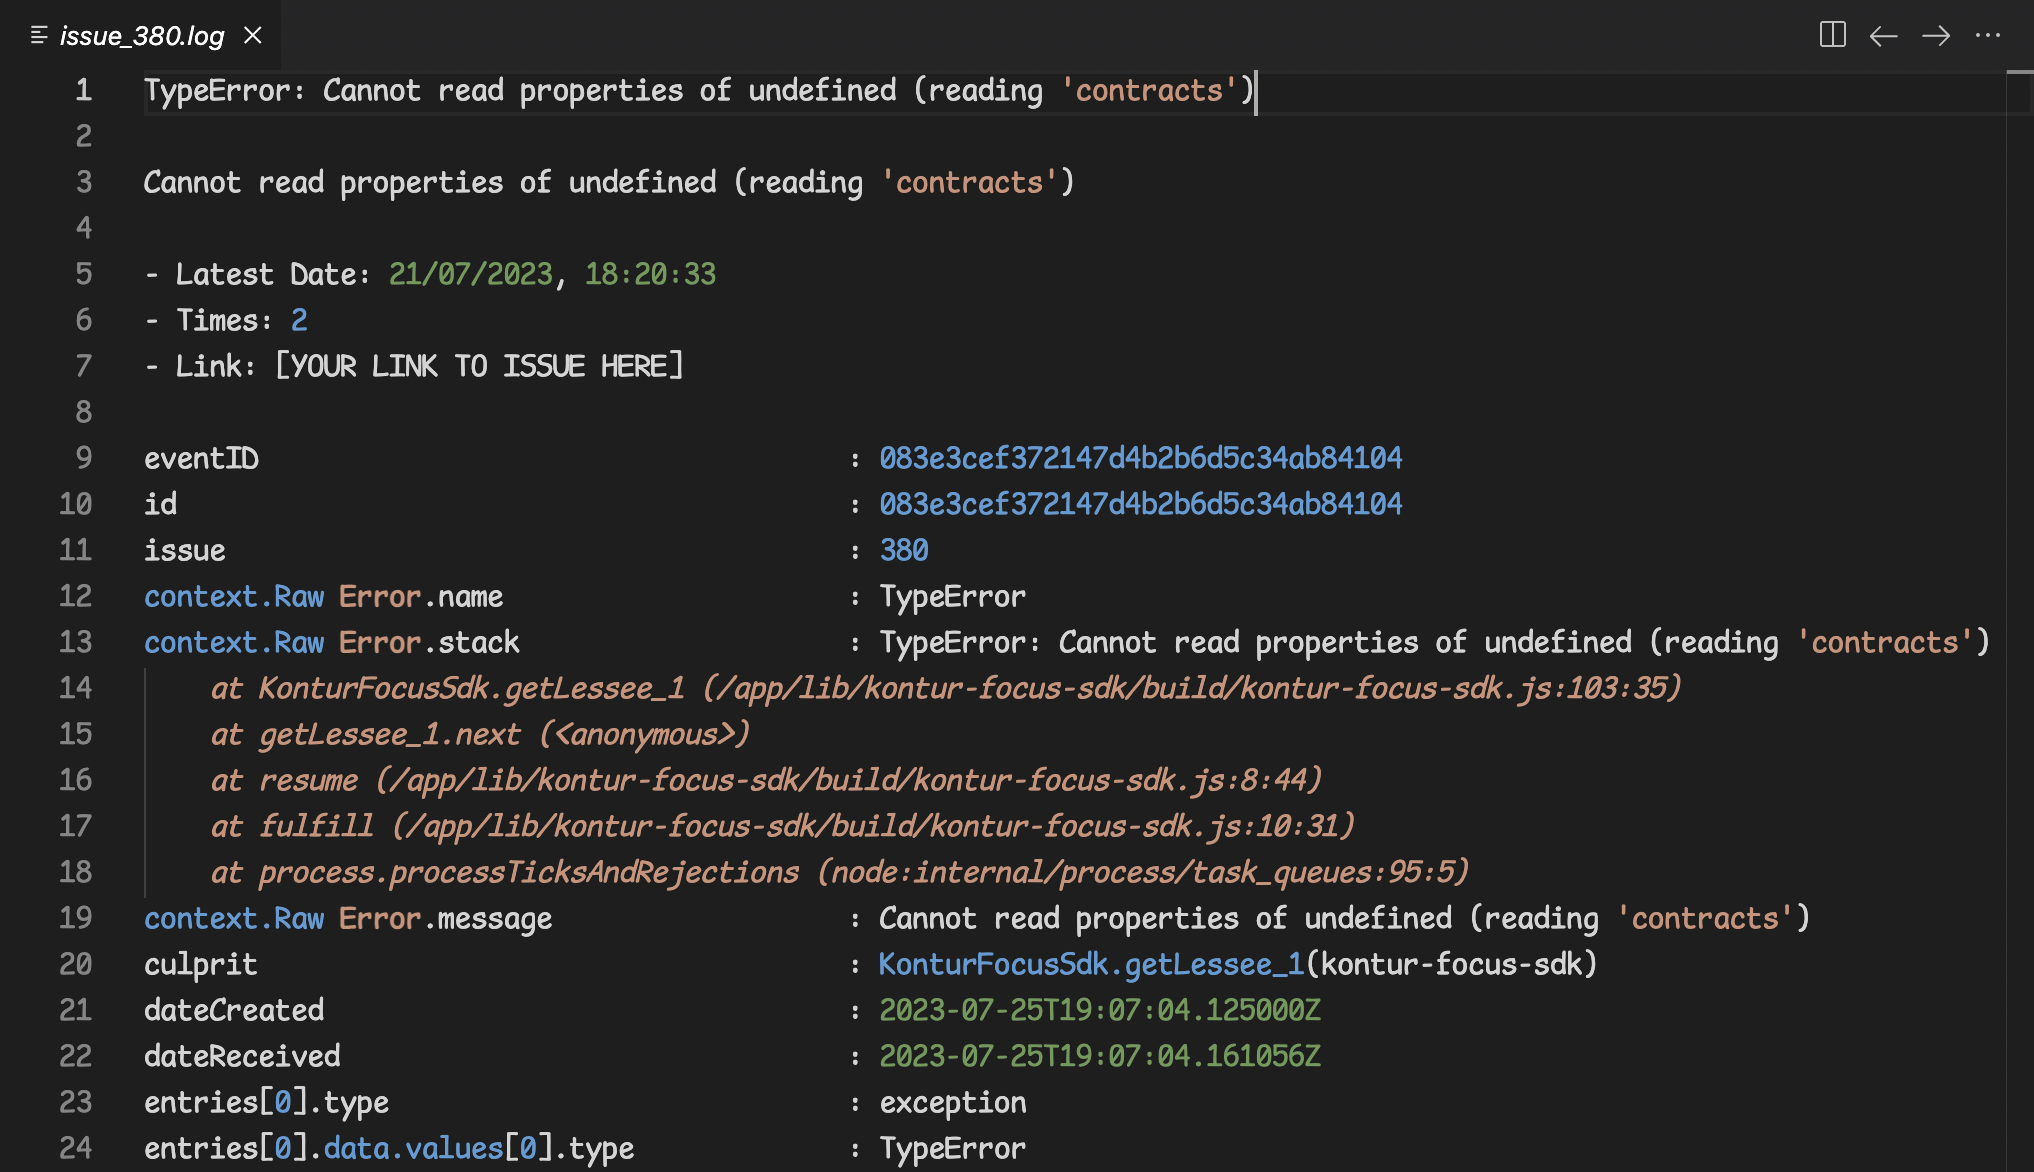 issue_380.log
1 TypeError: Cannot read properties of undefined (reading 'contracts')
2
3 Cannot read properties of undefined (reading 'contracts')
4
5 - Latest Date: 21/07/2023, 18:20:33
6 - Times: 2
7 - Link: [YOUR LINK TO ISSUE HERE]
8
9 eventID : 083e3cef372147d4b2b6d5c34ab84104
10 id : 083e3cef372147d4b2b6d5c34ab84104
11 issue : 380
12 context.Raw Error.name : TypeError
13 context.Raw Error.stack : TypeError: Cannot read properties of undefined (reading 'contracts')
14 at KonturFocusSdk.getLessee_1 (/app/lib/kontur-focus-sdk/build/kontur-focus-sdk.js:103:35)
15 at getLessee_1.next (<anonymous>)
16 at resume (/app/lib/kontur-focus-sdk/build/kontur-focus-sdk.js:8:44)
17 at fulfill (/app/lib/kontur-focus-sdk/build/kontur-focus-sdk.js:10:31)
18 at process.processTicksAndRejections (node:internal/process/task_queues:95:5)
19 context.Raw Error.message : Cannot read properties of undefined (reading 'contracts')
20 culprit : KonturFocusSdk.getLessee_1(kontur-focus-sdk)
21 dateCreated : 2023-07-25T19:07:04.125000Z
22 dateReceived : 2023-07-25T19:07:04.161056Z
23 entries[0].type : exception
24 entries[0].data.values[0].type : TypeError